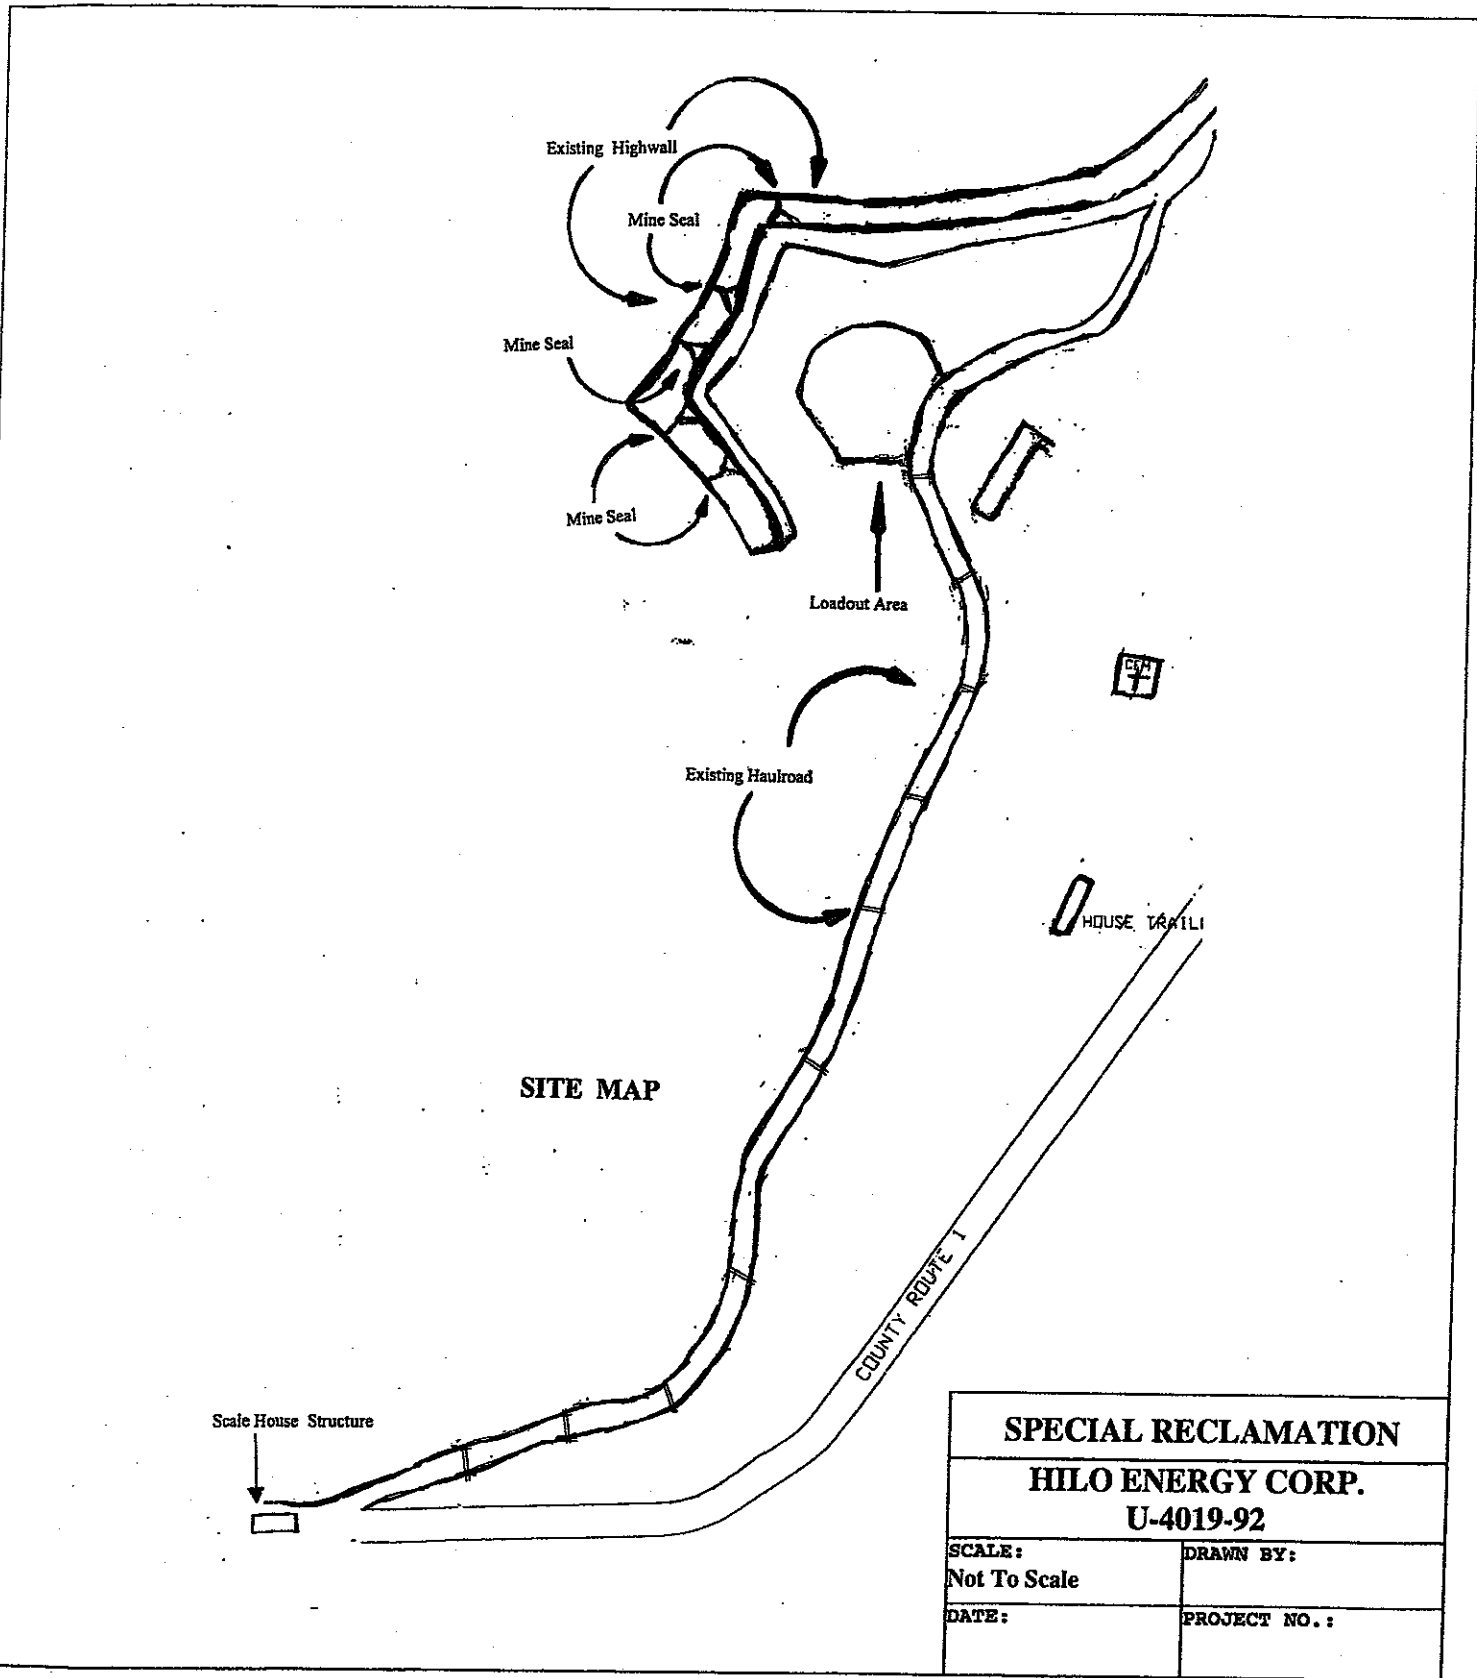 Existing Highwall
Mine Seal
Mine Seal
Mine Seal
Loadout Area
CEM
Existing Haulroad
HOUSE TRAILI
SITE MAP
COUNTY ROUTE 1
Scale House Structure
SPECIAL RECLAMATION
HILO ENERGY CORP.
U-4019-92
SCALE:
Not To Scale
DRAWN BY:
DATE:
PROJECT NO.: